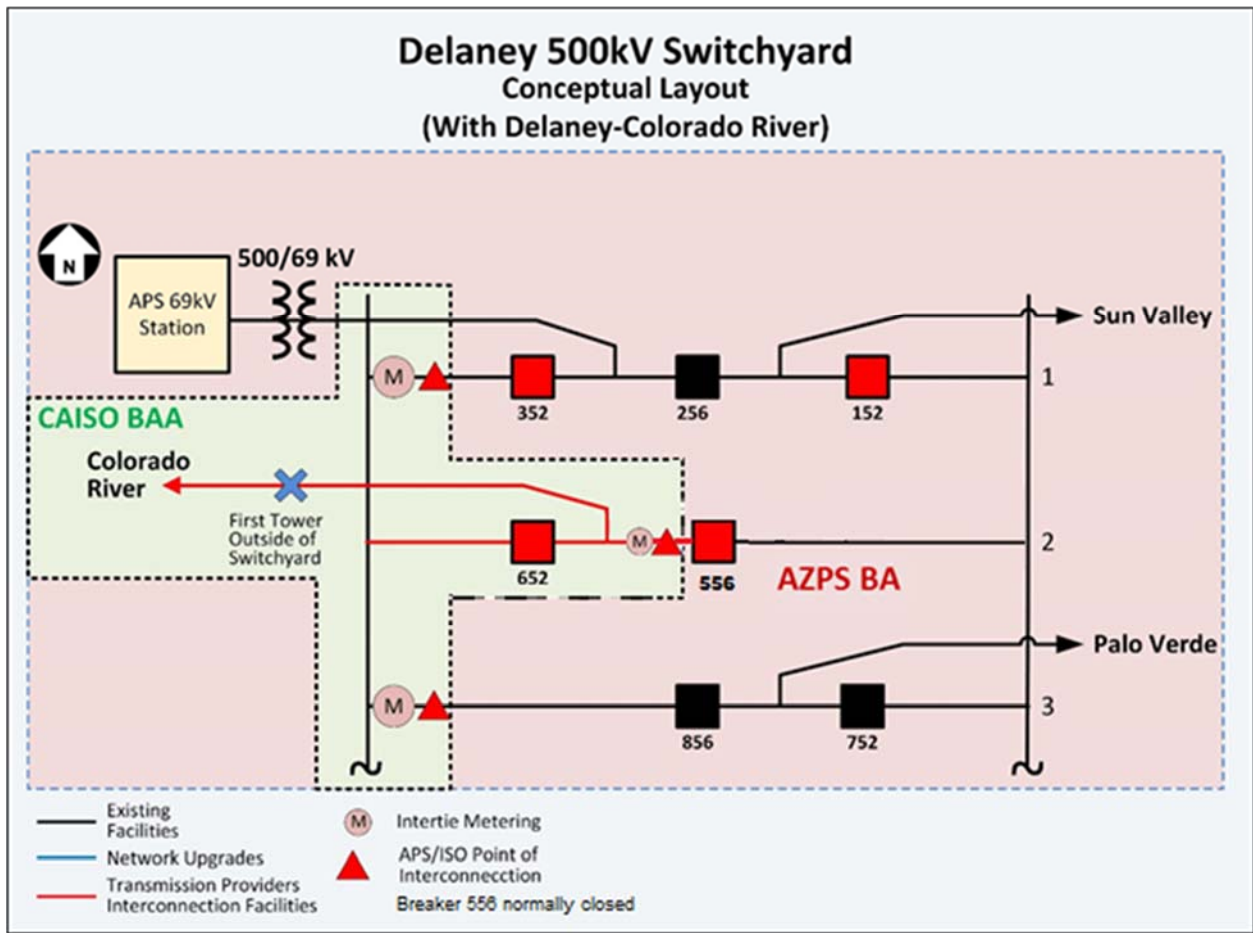 Delaney 500kV Switchyard
Conceptual Layout
(With Delaney-Colorado River)
N
APS 69kV
Station
500/69 kV
Sun Valley
M
352
256
152
1
CAISO BAA
Colorado
River
First Tower
Outside of
Switchyard
652
M
556
2
AZPS BA
Palo Verde
M
856
752
3
Existing
Facilities
Network Upgrades
Transmission Providers
Interconnection Facilities
M
Intertie Metering
APS/ISO Point of
Interconnecction
Breaker 556 normally closed